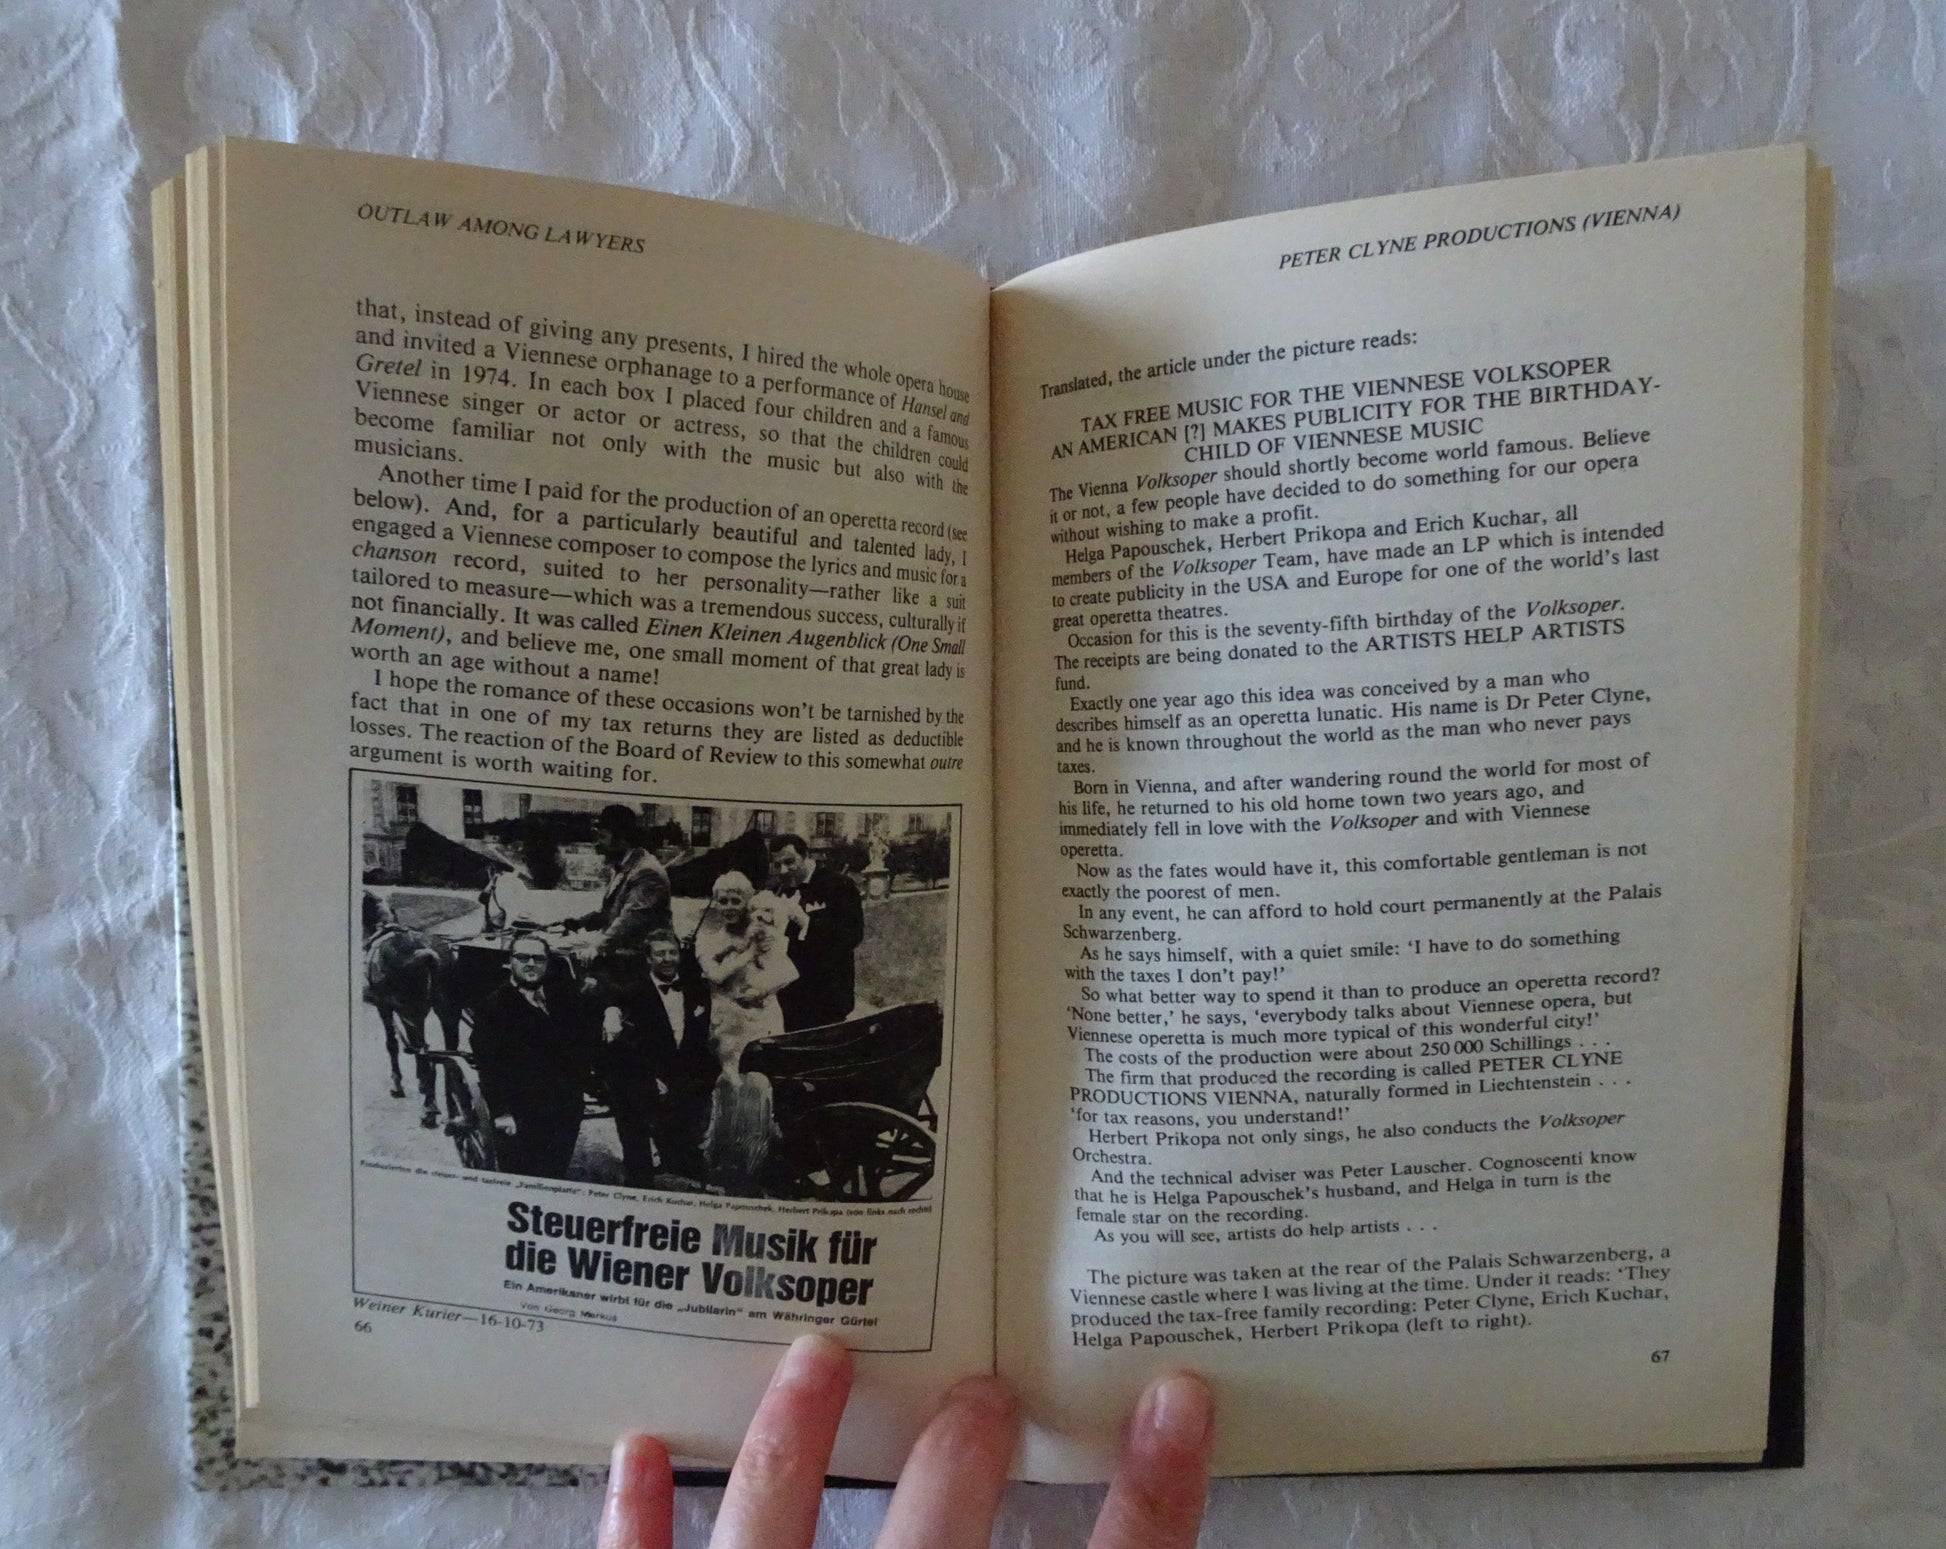 OUTLAW AMONG LAWYERS
that, instead of giving any presents, I hired the whole opera house
and invited a Viennese orphanage to a performance of Hansel and
Gretel in 1974. In each box I placed four children and a famous
Viennese singer or actor or actress, so that the children could
become familiar not only with the music but also with the
musicians.
Another time I paid for the production of an operetta record (see
below). And, for a particularly beautiful and talented lady, I
engaged a Viennese composer to compose the lyrics and music for a
chanson record, suited to her personality—rather like a suit
tailored to measure—which was a tremendous success, culturally if
not financially. It was called Einen Kleinen Augenblick (One Small
Moment), and believe me, one small moment of that great lady is
worth an age without a name!
I hope the romance of these occasions won't be tarnished by the
fact that in one of my tax returns they are listed as deductible
losses. The reaction of the Board of Review to this somewhat outre
argument is worth waiting for.
Produzierten die steuer- und taxfreie „Familienplatte": Peter Clyne, Erich Kuchar, Helga Papouschek, Herbert Prikopa (von links nach rechts)
Steuerfreie Musik für
die Wiener Volksoper
Ein Amerikaner wirbt für die „Jubilarin" am Währinger Gürtel
Von Georg Markus
Weiner Kurier—16-10-73
66
PETER CLYNE PRODUCTIONS (VIENNA)
Translated, the article under the picture reads:
TAX FREE MUSIC FOR THE VIENNESE VOLKSOPER
AN AMERICAN [?] MAKES PUBLICITY FOR THE BIRTHDAY-
CHILD OF VIENNESE MUSIC
The Vienna Volksoper should shortly become world famous. Believe
it or not, a few people have decided to do something for our opera
without wishing to make a profit.
Helga Papouschek, Herbert Prikopa and Erich Kuchar, all
members of the Volksoper Team, have made an LP which is intended
to create publicity in the USA and Europe for one of the world's last
great operetta theatres.
Occasion for this is the seventy-fifth birthday of the Volksoper.
The receipts are being donated to the ARTISTS HELP ARTISTS
fund.
Exactly one year ago this idea was conceived by a man who
describes himself as an operetta lunatic. His name is Dr Peter Clyne,
and he is known throughout the world as the man who never pays
taxes.
Born in Vienna, and after wandering round the world for most of
his life, he returned to his old home town two years ago, and
immediately fell in love with the Volksoper and with Viennese
operetta.
Now as the fates would have it, this comfortable gentleman is not
exactly the poorest of men.
In any event, he can afford to hold court permanently at the Palais
Schwarzenberg.
As he says himself, with a quiet smile: 'I have to do something
with the taxes I don't pay!'
So what better way to spend it than to produce an operetta record?
'None better,' he says, 'everybody talks about Viennese opera, but
Viennese operetta is much more typical of this wonderful city!'
The costs of the production were about 250 000 Schillings . . .
The firm that produced the recording is called PETER CLYNE
PRODUCTIONS VIENNA, naturally formed in Liechtenstein . . .
'for tax reasons, you understand!'
Herbert Prikopa not only sings, he also conducts the Volksoper
Orchestra.
And the technical adviser was Peter Lauscher. Cognoscenti know
that he is Helga Papouschek's husband, and Helga in turn is the
female star on the recording.
As you will see, artists do help artists . . .
The picture was taken at the rear of the Palais Schwarzenberg, a
Viennese castle where I was living at the time. Under it reads: 'They
produced the tax-free family recording: Peter Clyne, Erich Kuchar,
Helga Papouschek, Herbert Prikopa (left to right).
67